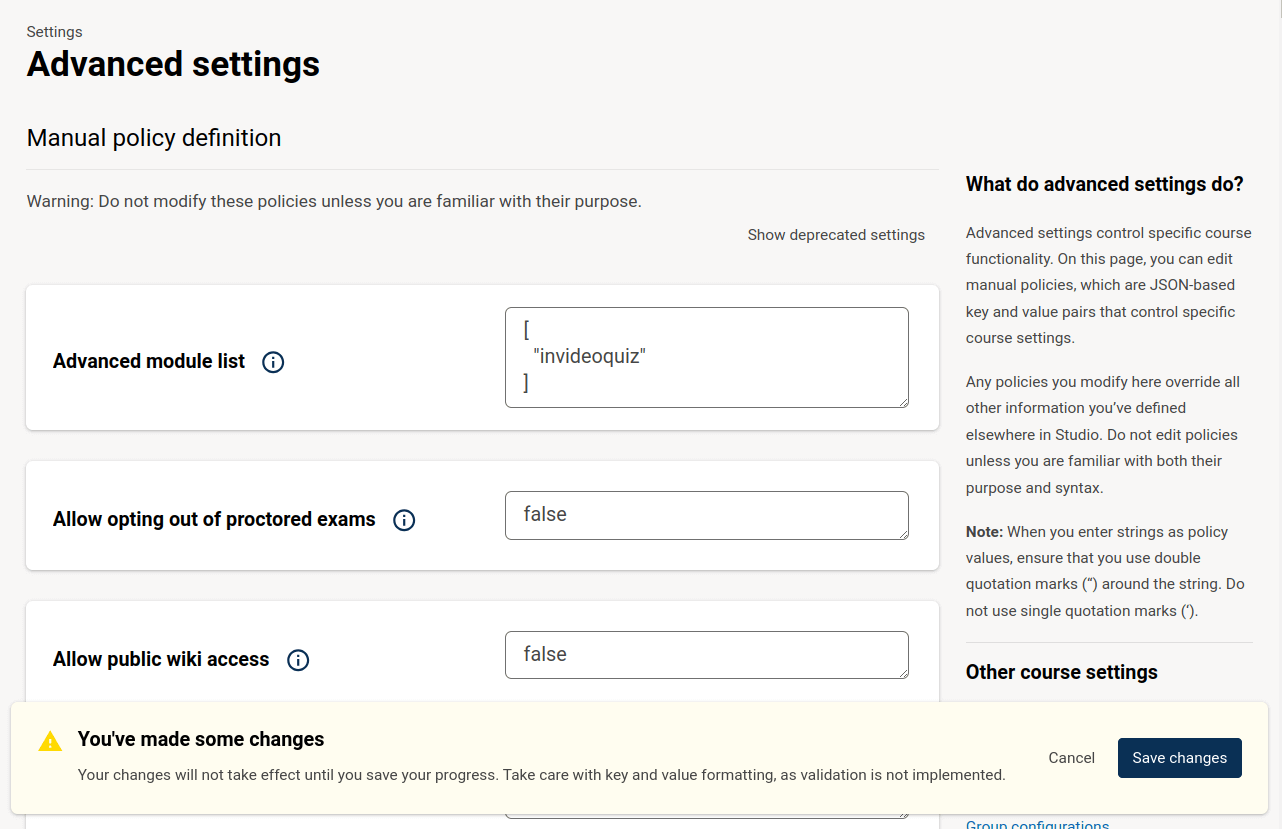 Settings
Advanced settings
Manual policy definition
Warning: Do not modify these policies unless you are familiar with their purpose.
Show deprecated settings
Advanced module list
[
"invideoquiz"
]
Allow opting out of proctored exams
false
Allow public wiki access
false
What do advanced settings do?
Advanced settings control specific course
functionality. On this page, you can edit
manual policies, which are JSON-based
key and value pairs that control specific
course settings.
Any policies you modify here override all
other information you’ve defined
elsewhere in Studio. Do not edit policies
unless you are familiar with both their
purpose and syntax.
Note: When you enter strings as policy
values, ensure that you use double
quotation marks (“) around the string. Do
not use single quotation marks (‘).
Other course settings
You've made some changes
Your changes will not take effect until you save your progress. Take care with key and value formatting, as validation is not implemented.
Cancel
Save changes
Group configurations